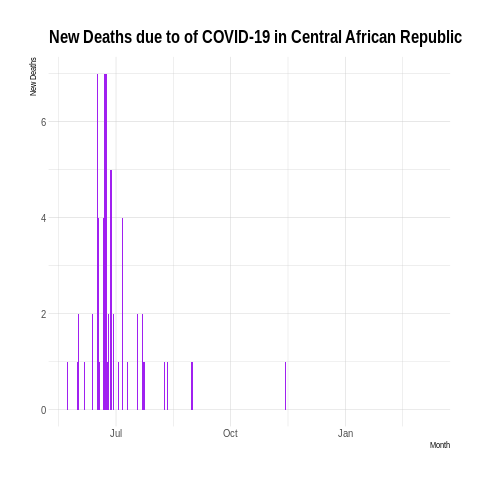 New Deaths due to of COVID-19 in Central African Republic
New Deaths
6
4
2
0
Jul Oct Jan
Month